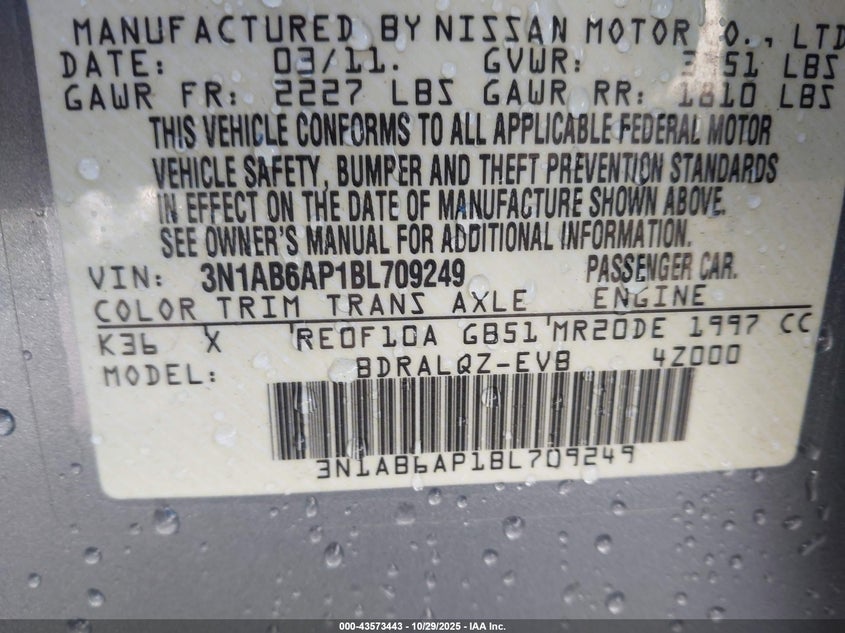 MANUFACTURED BY NISSAN MOTOR CO., LTD
DATE: 03/11. GVWR: LBS
GAWR FR: 2227 LBS GAWR RR: 1810 LBS
THIS VEHICLE CONFORMS TO ALL APPLICABLE FEDERAL MOTOR
VEHICLE SAFETY, BUMPER AND THEFT PREVENTION STANDARDS
IN EFFECT ON THE DATE OF MANUFACTURE SHOWN ABOVE.
SEE OWNER'S MANUAL FOR ADDITIONAL INFORMATION.
VIN: 3N1AB6AP1BL709249 PASSENGER CAR.
COLOR TRIM TRANS AXLE ENGINE
K36 X RE0F10A GB51 MR20DE 1997 CC
MODEL: BDRALQZ-EVB 4Z000
3N1AB6AP1BL709249
000-43573443 - 10/29/2025 - IAA Inc.